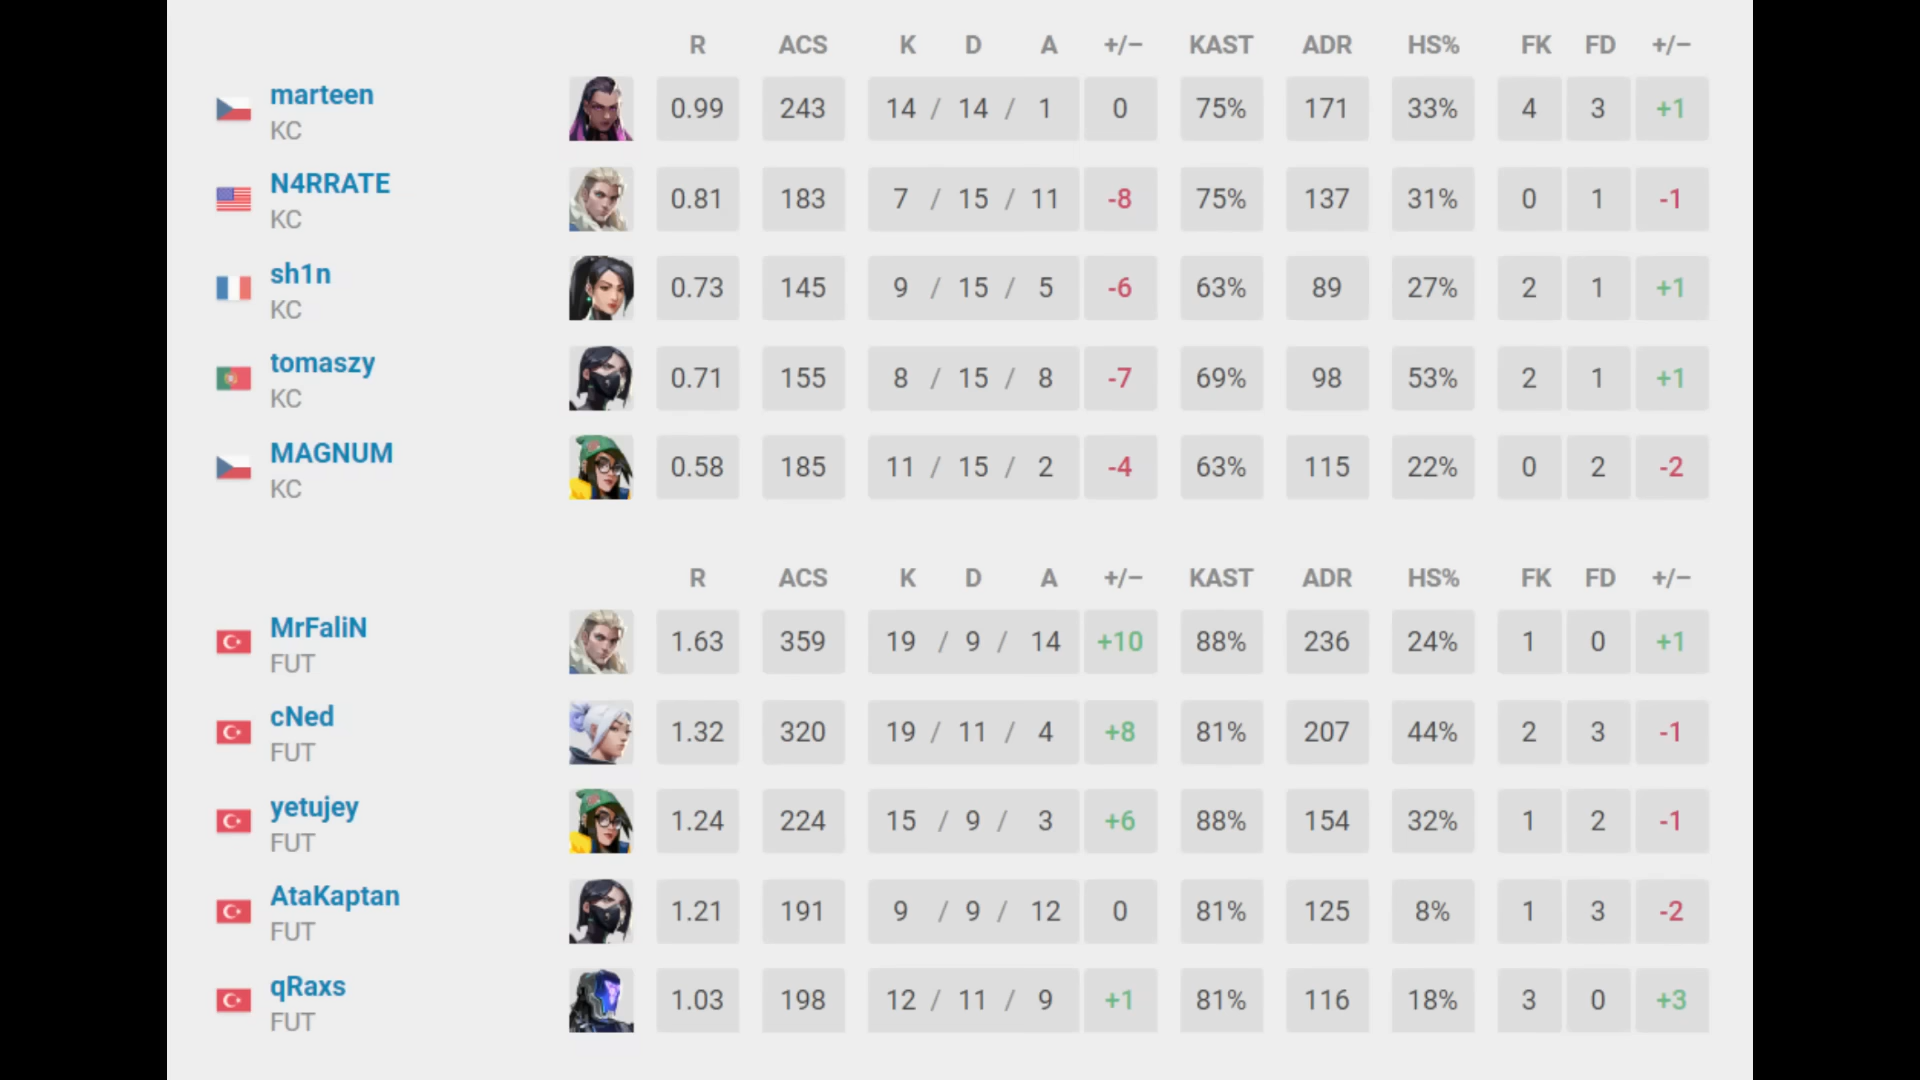 R ACS K D A +/− KAST ADR HS% FK FD +/−
marteen
KC
0.99 243 14 / 14 / 1 0 75% 171 33% 4 3 +1
N4RRATE
KC
0.81 183 7 / 15 / 11 -8 75% 137 31% 0 1 -1
sh1n
KC
0.73 145 9 / 15 / 5 -6 63% 89 27% 2 1 +1
tomaszy
KC
0.71 155 8 / 15 / 8 -7 69% 98 53% 2 1 +1
MAGNUM
KC
0.58 185 11 / 15 / 2 -4 63% 115 22% 0 2 -2
R ACS K D A +/− KAST ADR HS% FK FD +/−
MrFaliN
FUT
1.63 359 19 / 9 / 14 +10 88% 236 24% 1 0 +1
cNed
FUT
1.32 320 19 / 11 / 4 +8 81% 207 44% 2 3 -1
yetujey
FUT
1.24 224 15 / 9 / 3 +6 88% 154 32% 1 2 -1
AtaKaptan
FUT
1.21 191 9 / 9 / 12 0 81% 125 8% 1 3 -2
qRaxs
FUT
1.03 198 12 / 11 / 9 +1 81% 116 18% 3 0 +3